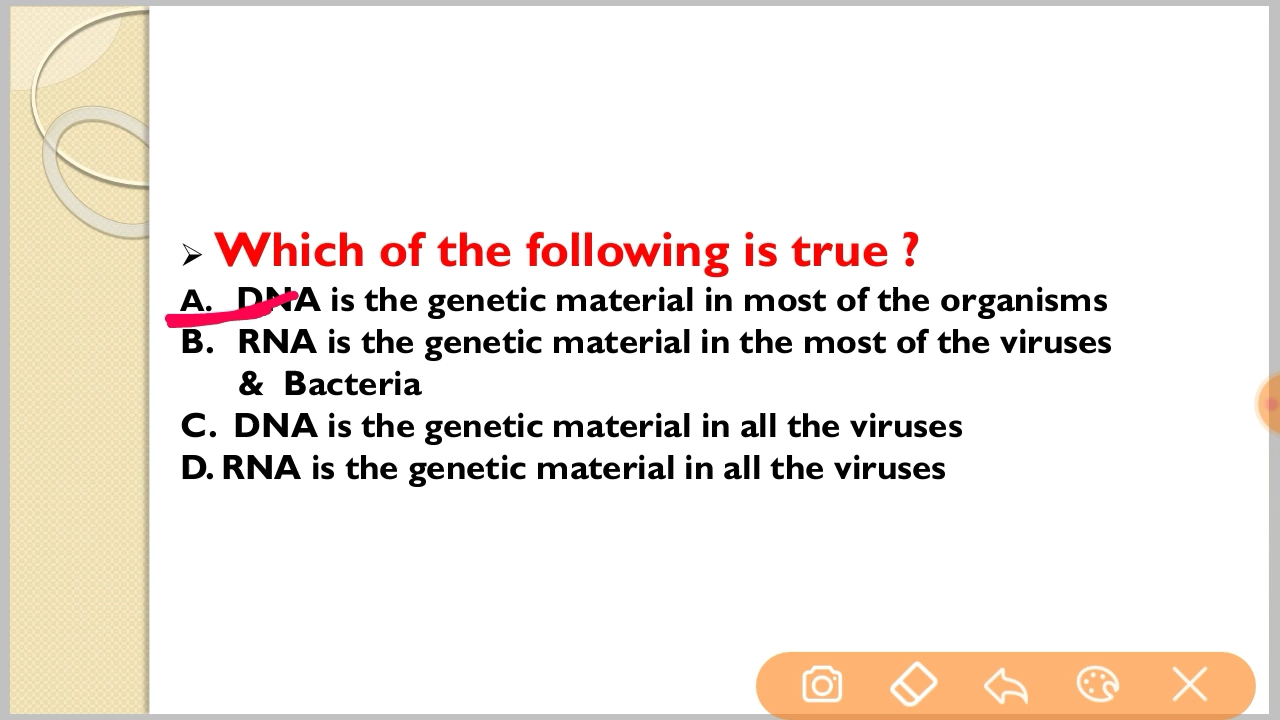 ➢ Which of the following is true ?
A. DNA is the genetic material in most of the organisms
B. RNA is the genetic material in the most of the viruses
& Bacteria
C. DNA is the genetic material in all the viruses
D. RNA is the genetic material in all the viruses